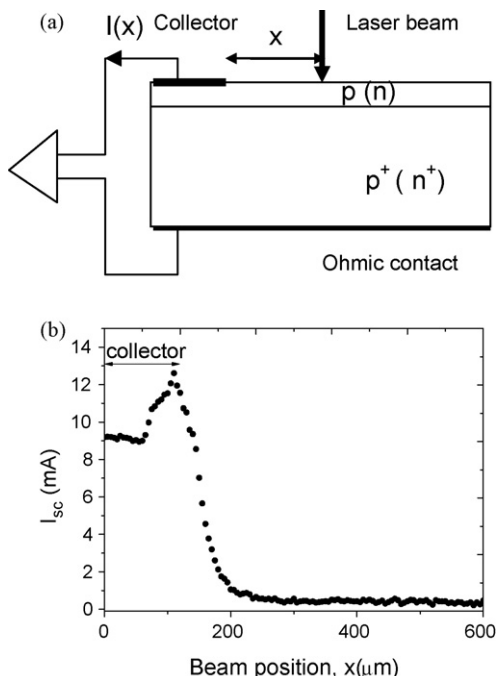 (a)
I(x) Collector x Laser beam
p (n)
p+ ( n+)
Ohmic contact
(b)
collector
14
12
10
8
6
4
2
0
Isc (mA)
0 200 400 600
Beam position, x(μm)